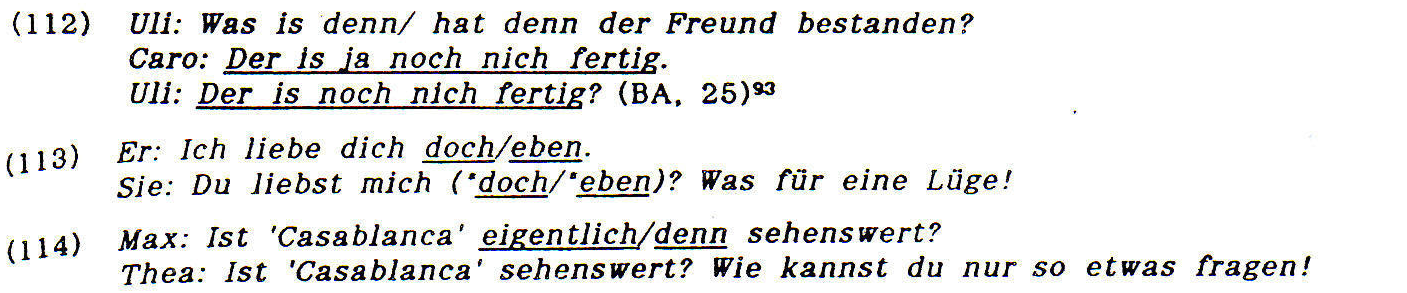 (112) Uli: Was is denn/ hat denn der Freund bestanden?
Caro: Der is ja noch nich fertig.
Uli: Der is noch nich fertig? (BA, 25)⁹³
(113) Er: Ich liebe dich doch/eben.
Sie: Du liebst mich (*doch/*eben)? Was für eine Lüge!
(114) Max: Ist 'Casablanca' eigentlich/denn sehenswert?
Thea: Ist 'Casablanca' sehenswert? Wie kannst du nur so etwas fragen!